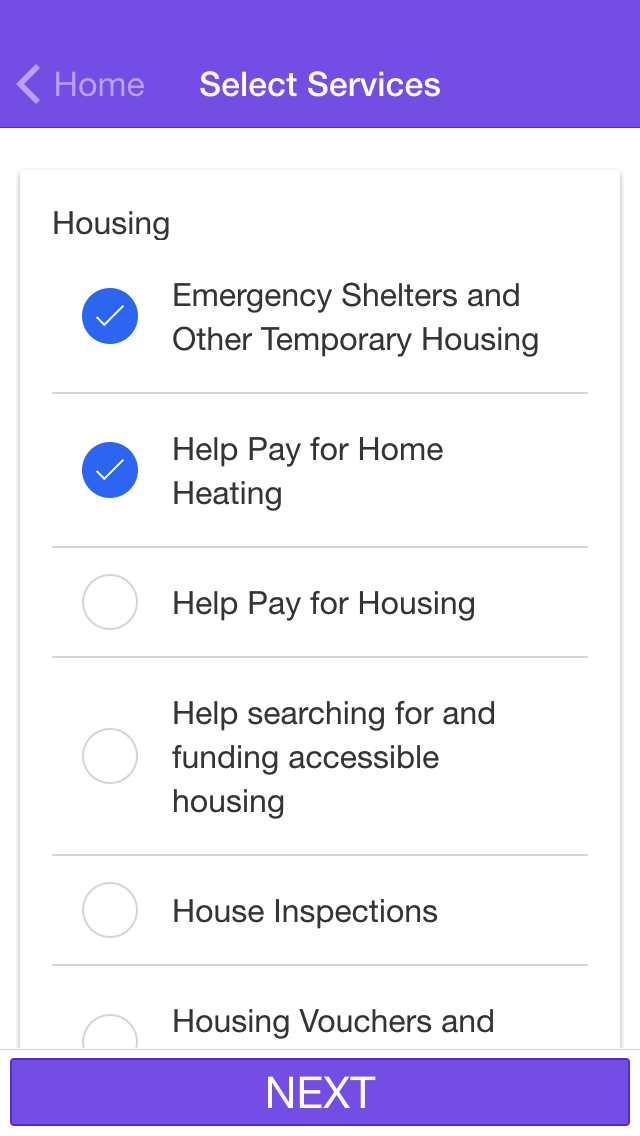 Home
Select Services
Housing
Emergency Shelters and
Other Temporary Housing
Help Pay for Home
Heating
Help Pay for Housing
Help searching for and
funding accessible
housing
House Inspections
Housing Vouchers and
NEXT